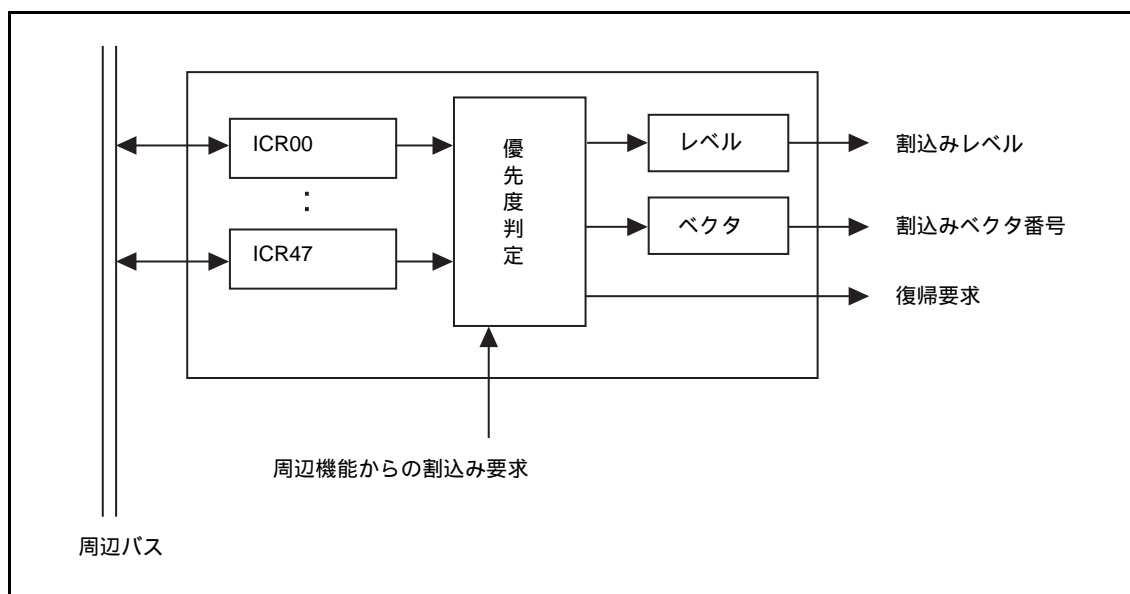 ICR00
:
ICR47
優先度判定
レベル
ベクタ
割込みレベル
割込みベクタ番号
復帰要求
周辺機能からの割込み要求
周辺バス